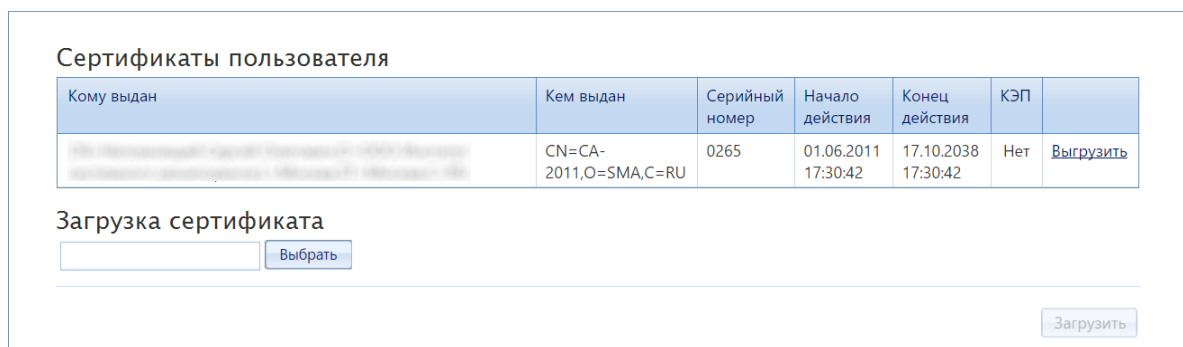 Сертификаты пользователя
Кому выдан
Кем выдан
Серийный
номер
Начало
действия
Конец
действия
КЭП
CN=CA-
2011,O=SMA,C=RU
0265
01.06.2011
17:30:42
17.10.2038
17:30:42
Нет
Выгрузить
Загрузка сертификата
Выбрать
Загрузить